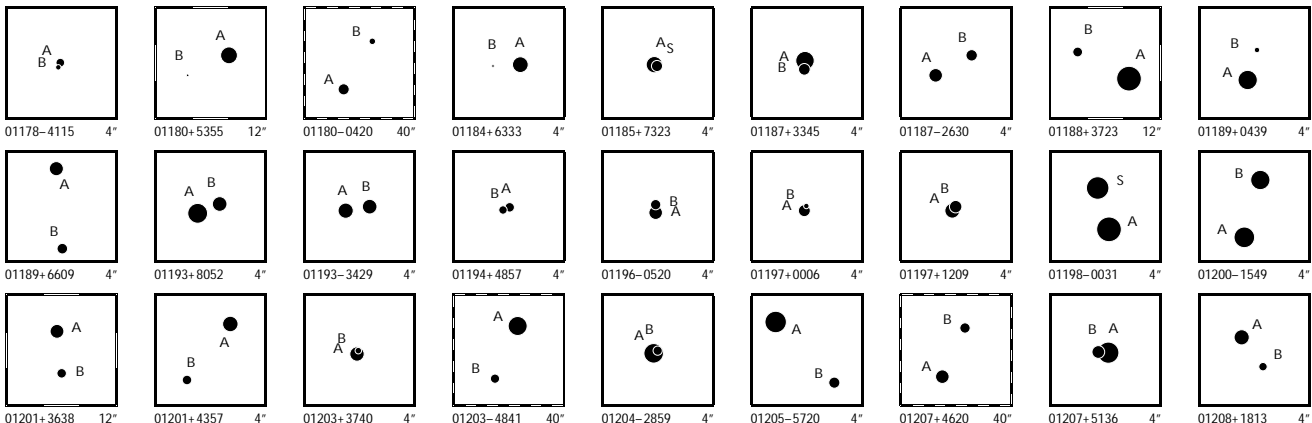 A
B
01178−4115 4″
A
B
01180+5355 12″
B
A
01180−0420 40″
B A
01184+6333 4″
A S
01185+7323 4″
A
B
01187+3345 4″
B
A
01187−2630 4″
B
A
01188+3723 12″
B
A
01189+0439 4″
A
B
01189+6609 4″
A B
01193+8052 4″
A B
01193−3429 4″
B A
01194+4857 4″
B
A
01196−0520 4″
B
A
01197+0006 4″
B
A
01197+1209 4″
S
A
01198−0031 4″
B
A
01200−1549 4″
A
B
01201+3638 12″
A
B
01201+4357 4″
B
A
01203+3740 4″
A
B
01203−4841 40″
B
A
01204−2859 4″
A
B
01205−5720 4″
B
A
01207+4620 40″
B A
01207+5136 4″
A
B
01208+1813 4″